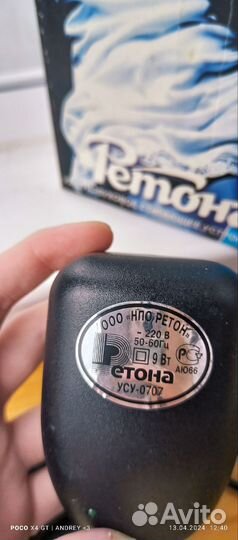 Ретона
ООО «НПО РЕТОН»
~ 220 В
50-60Гц
9 Вт
Ретона
АЮ66
УСУ-0707
POCO X4 GT | ANDREY <3
13.04.2024 12:40
Avito